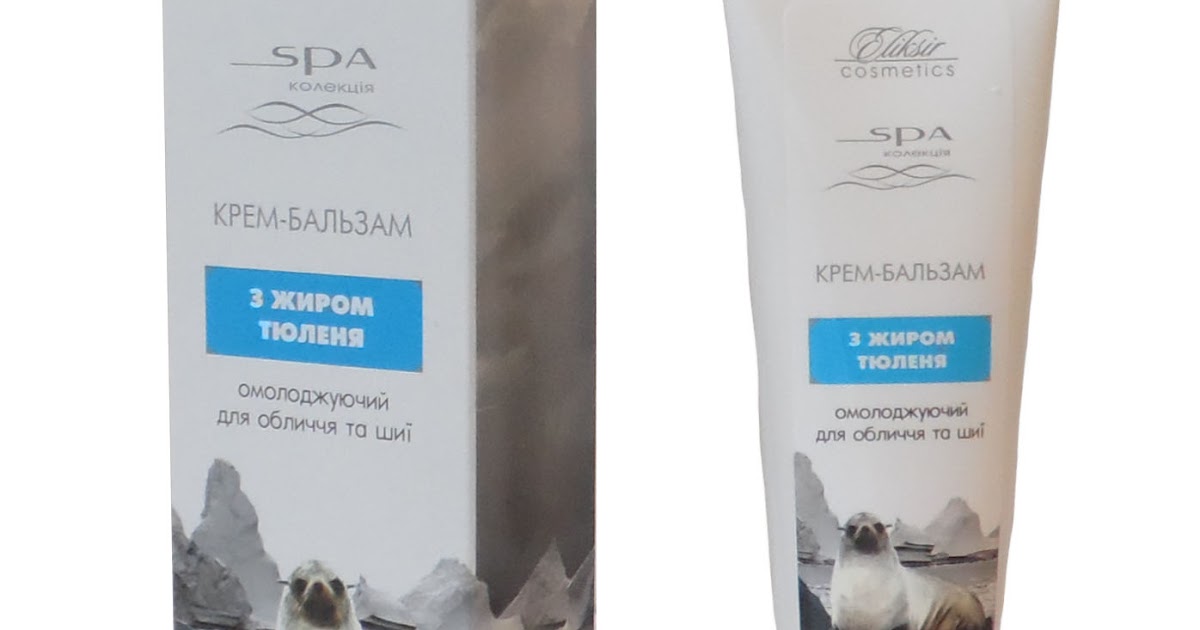 spa
колекція
КРЕМ-БАЛЬЗАМ
З ЖИРОМ
ТЮЛЕНЯ
омолоджуючий
для обличчя та шиї
Eliksir
cosmetics
spa
колекція
КРЕМ-БАЛЬЗАМ
З ЖИРОМ
ТЮЛЕНЯ
омолоджуючий
для обличчя та шиї